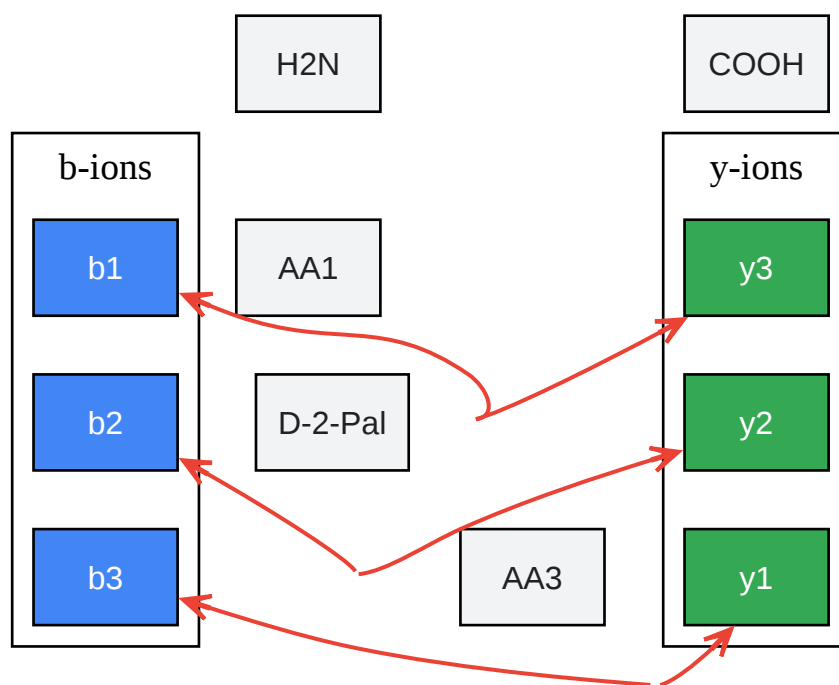 H2N
COOH
b-ions
y-ions
b1
AA1
y3
b2
D-2-Pal
y2
b3
AA3
y1